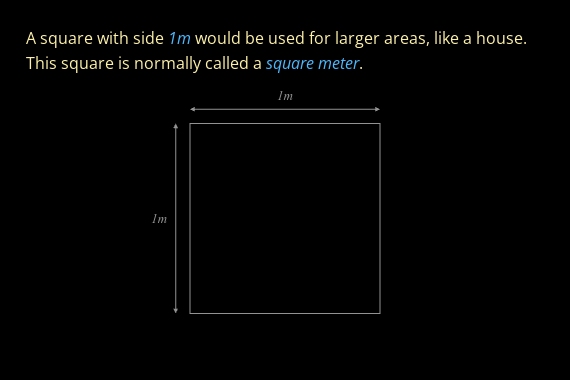 A square with side 1m would be used for larger areas, like a house.
This square is normally called a square meter.
1m
1m